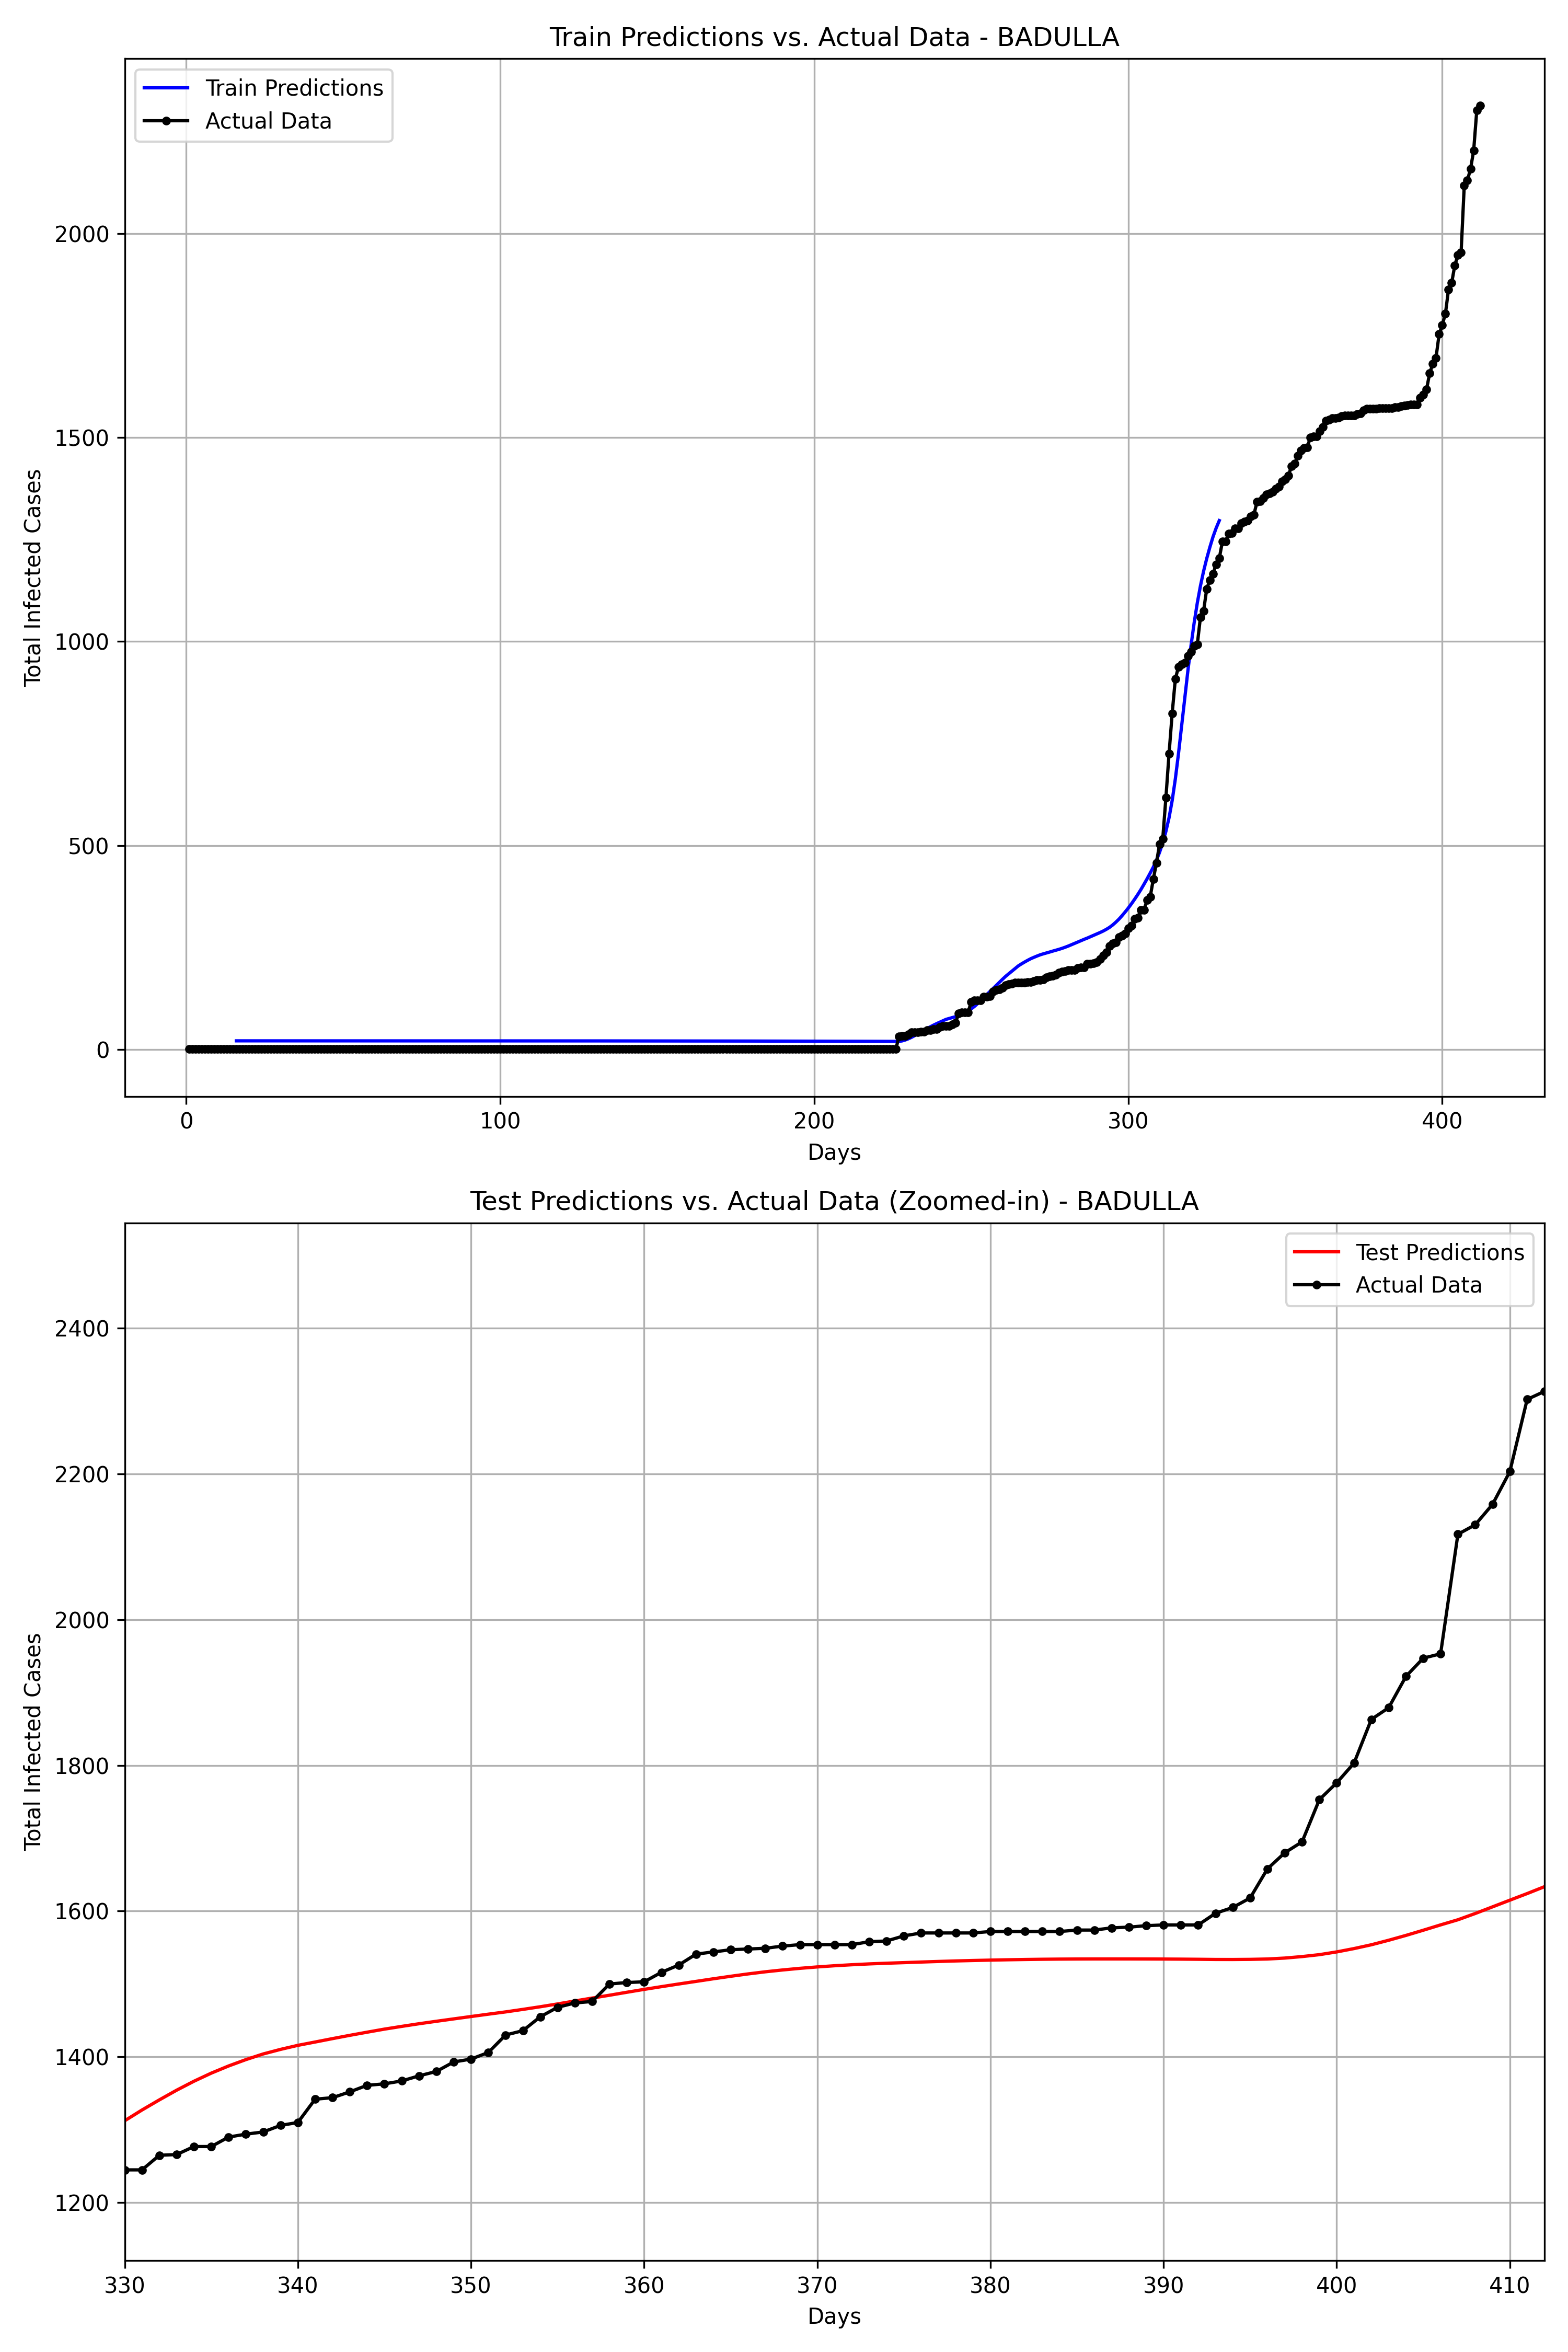 Train Predictions vs. Actual Data - BADULLA
Train Predictions
Actual Data
Total Infected Cases
2000
1500
1000
500
0
0 100 200 300 400
Days
Test Predictions vs. Actual Data (Zoomed-in) - BADULLA
Test Predictions
Actual Data
Total Infected Cases
2400
2200
2000
1800
1600
1400
1200
330 340 350 360 370 380 390 400 410
Days